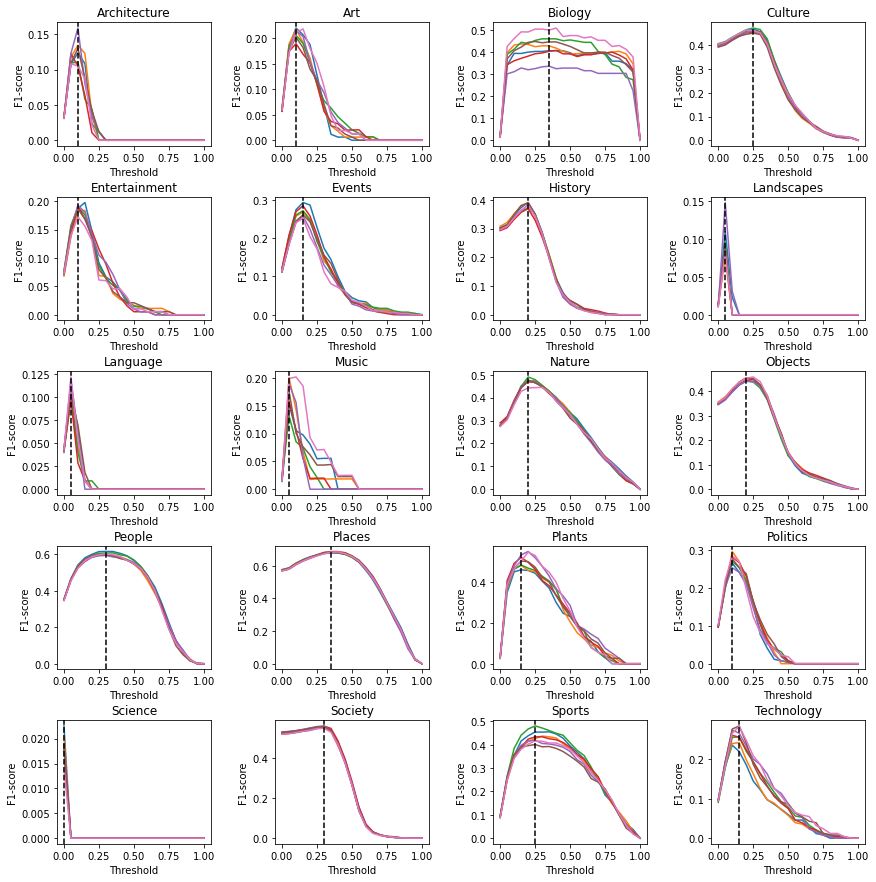 Architecture
Art
Biology
Culture
F1-score
0.15
0.10
0.05
0.00
F1-score
0.20
0.15
0.10
0.05
0.00
F1-score
0.5
0.4
0.3
0.2
0.1
0.0
F1-score
0.4
0.3
0.2
0.1
0.0
0.00 0.25 0.50 0.75 1.00
0.00 0.25 0.50 0.75 1.00
0.00 0.25 0.50 0.75 1.00
0.00 0.25 0.50 0.75 1.00
Threshold
Threshold
Threshold
Threshold
Entertainment
Events
History
Landscapes
F1-score
0.20
0.15
0.10
0.05
0.00
F1-score
0.3
0.2
0.1
0.0
F1-score
0.4
0.3
0.2
0.1
0.0
F1-score
0.15
0.10
0.05
0.00
0.00 0.25 0.50 0.75 1.00
0.00 0.25 0.50 0.75 1.00
0.00 0.25 0.50 0.75 1.00
0.00 0.25 0.50 0.75 1.00
Threshold
Threshold
Threshold
Threshold
Language
Music
Nature
Objects
F1-score
0.125
0.100
0.075
0.050
0.025
0.000
F1-score
0.20
0.15
0.10
0.05
0.00
F1-score
0.5
0.4
0.3
0.2
0.1
0.0
F1-score
0.4
0.3
0.2
0.1
0.0
0.00 0.25 0.50 0.75 1.00
0.00 0.25 0.50 0.75 1.00
0.00 0.25 0.50 0.75 1.00
0.00 0.25 0.50 0.75 1.00
Threshold
Threshold
Threshold
Threshold
People
Places
Plants
Politics
F1-score
0.6
0.4
0.2
0.0
F1-score
0.6
0.4
0.2
0.0
F1-score
0.4
0.2
0.0
F1-score
0.3
0.2
0.1
0.0
0.00 0.25 0.50 0.75 1.00
0.00 0.25 0.50 0.75 1.00
0.00 0.25 0.50 0.75 1.00
0.00 0.25 0.50 0.75 1.00
Threshold
Threshold
Threshold
Threshold
Science
Society
Sports
Technology
F1-score
0.020
0.015
0.010
0.005
0.000
F1-score
0.4
0.2
0.0
F1-score
0.5
0.4
0.3
0.2
0.1
0.0
F1-score
0.2
0.1
0.0
0.00 0.25 0.50 0.75 1.00
0.00 0.25 0.50 0.75 1.00
0.00 0.25 0.50 0.75 1.00
0.00 0.25 0.50 0.75 1.00
Threshold
Threshold
Threshold
Threshold